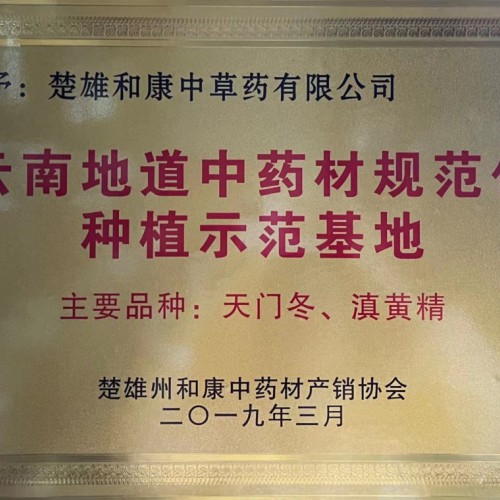 予：楚雄和康中草药有限公司
云南地道中药材规范化
种植示范基地
主要品种：天门冬、滇黄精
楚雄州和康中药材产销协会
二〇一九年三月